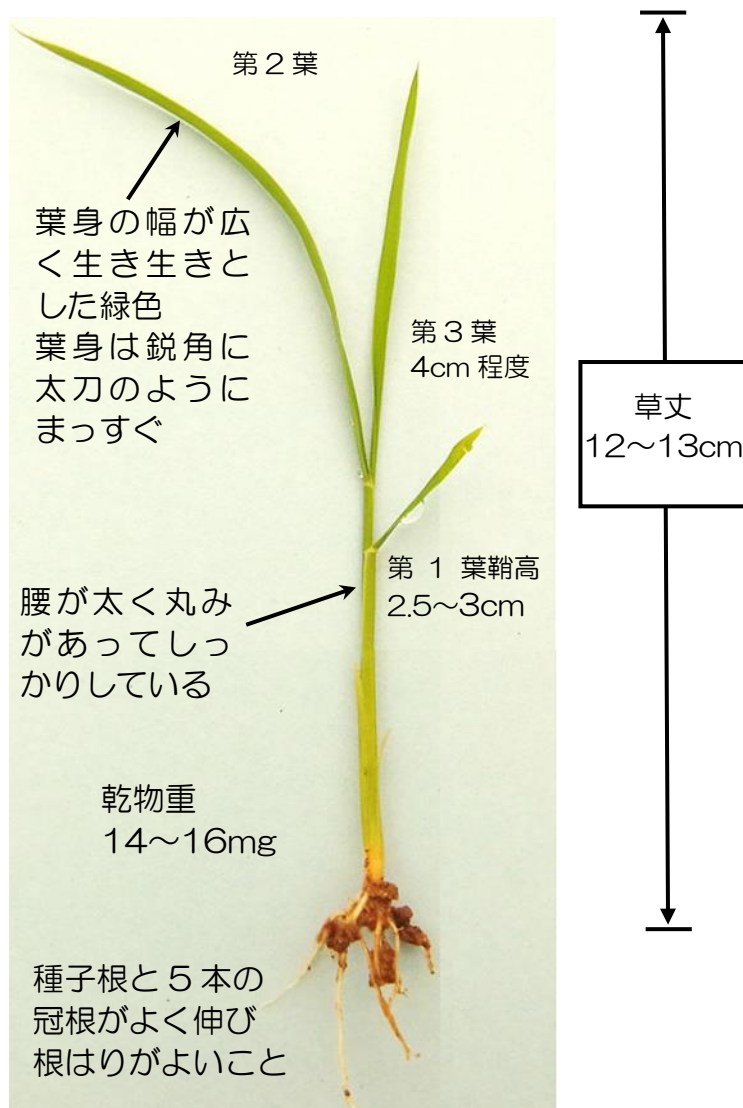 第2葉
葉身の幅が広
く生き生きと
した緑色
葉身は鋭角に
太刀のように
まっすぐ
第3葉
4cm程度
草丈
12～13cm
第 1 葉鞘高
2.5～3cm
腰が太く丸み
があってしっ
かりしている
乾物重
14～16mg
種子根と5本の
冠根がよく伸び
根はりがよいこと